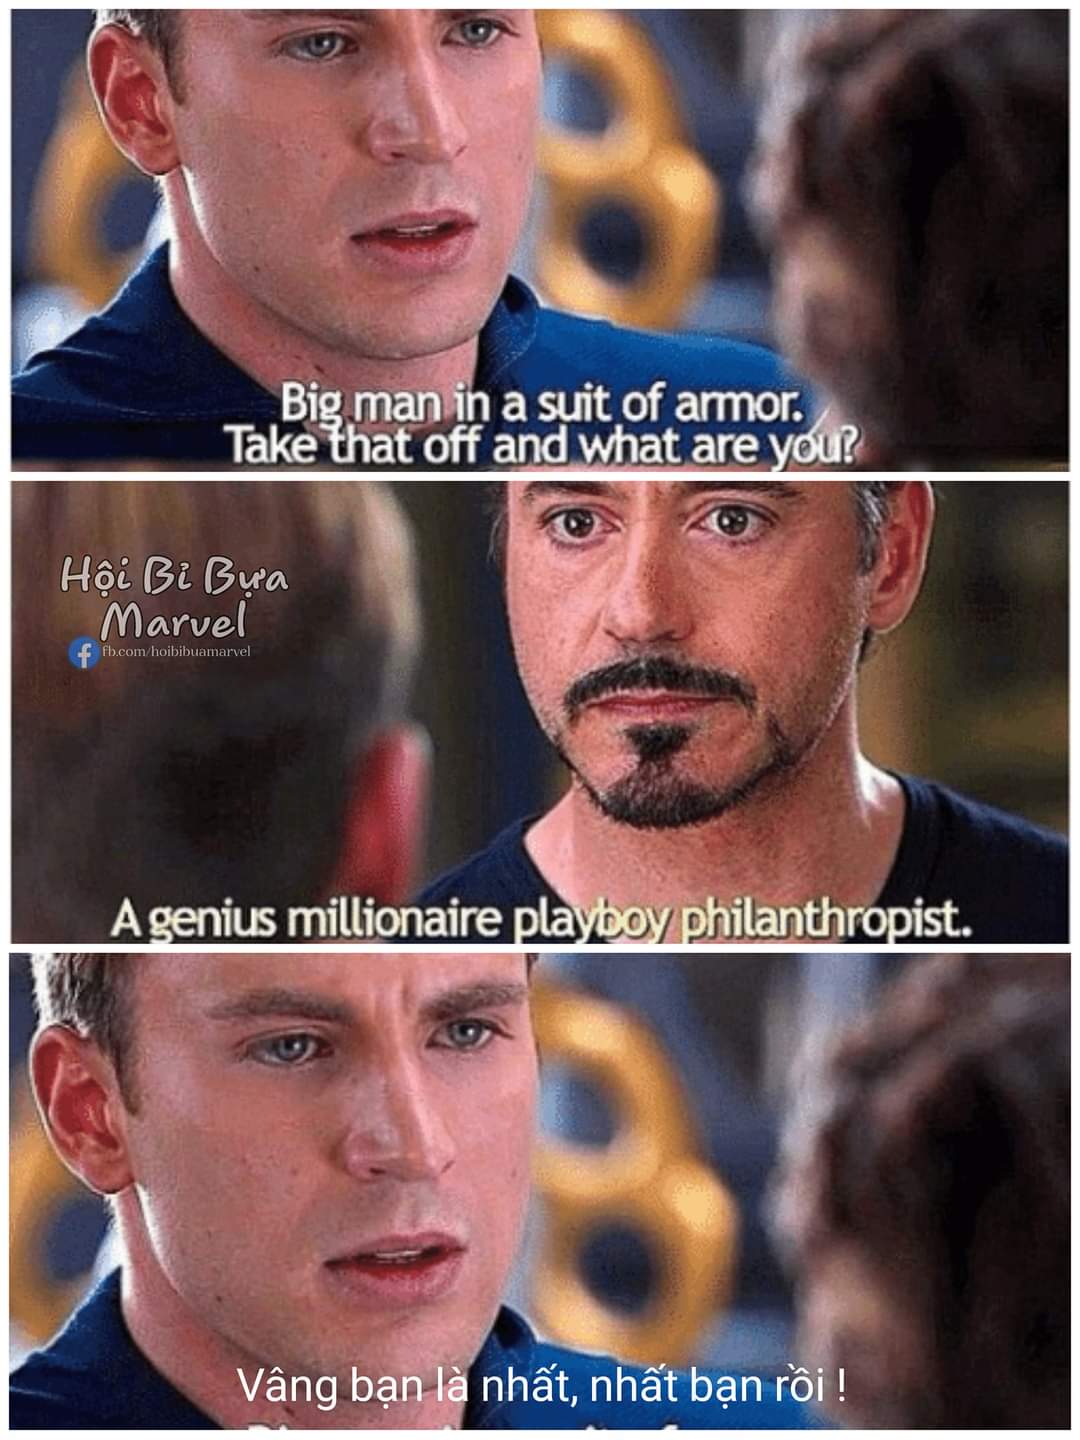 Big man in a suit of armor.
Take that off and what are you?
Hội Bỉ Bựa
Marvel
fb.com/hoibibuamarvel
A genius millionaire playboy philanthropist.
Vâng bạn là nhất, nhất bạn rồi !